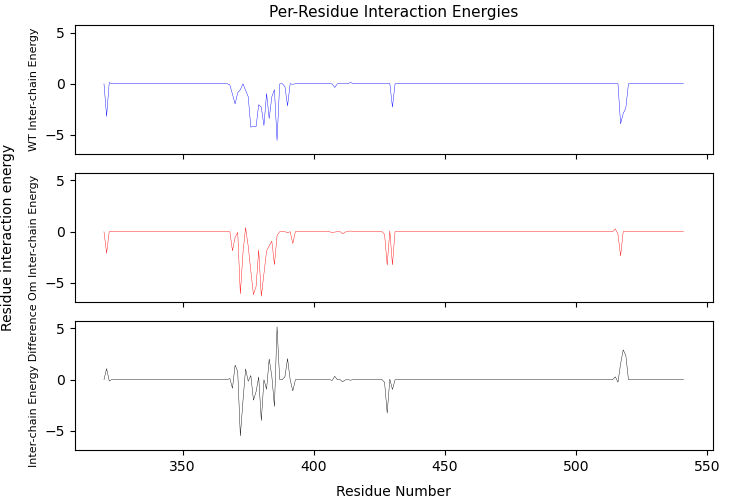 Per-Residue Interaction Energies
Residue interaction energy
WT Inter-chain Energy
5
0
−5
Om Inter-chain Energy
5
0
−5
Inter-chain Energy Difference
5
0
−5
350
400
450
500
550
Residue Number